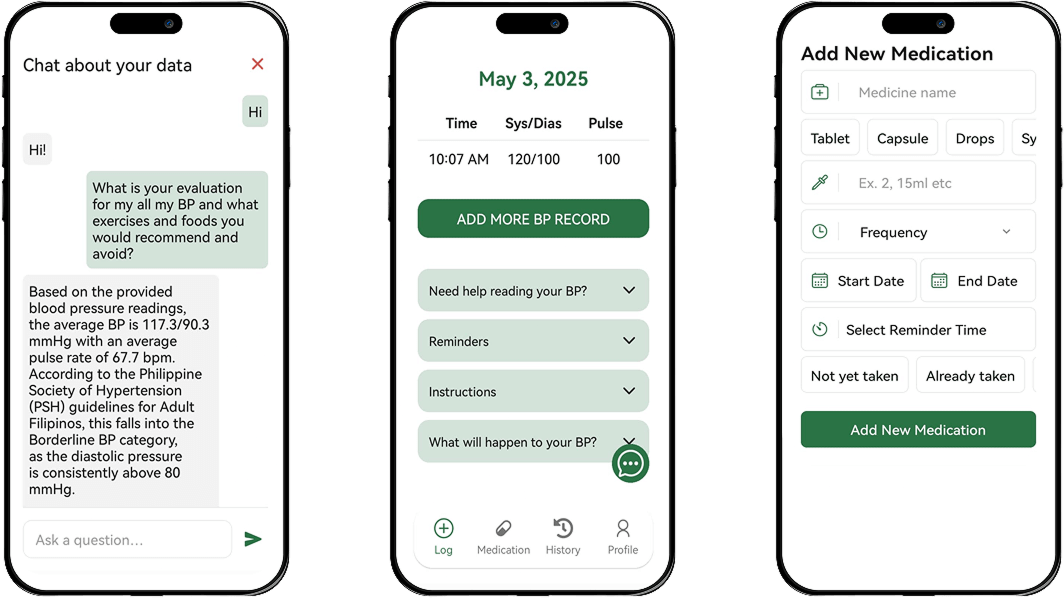 Chat about your data
Hi
Hi!
What is your evaluation
for my all my BP and what
exercises and foods you
would recommend and
avoid?
Based on the provided
blood pressure readings,
the average BP is 117.3/90.3
mmHg with an average
pulse rate of 67.7 bpm.
According to the Philippine
Society of Hypertension
(PSH) guidelines for Adult
Filipinos, this falls into the
Borderline BP category,
as the diastolic pressure
is consistently above 80
mmHg.
Ask a question...
May 3, 2025
Time Sys/Dias Pulse
10:07 AM 120/100 100
ADD MORE BP RECORD
Need help reading your BP?
Reminders
Instructions
What will happen to your BP?
Log Medication History Profile
Add New Medication
Medicine name
Tablet Capsule Drops Sy
Ex. 2, 15ml etc
Frequency
Start Date End Date
Select Reminder Time
Not yet taken Already taken
Add New Medication